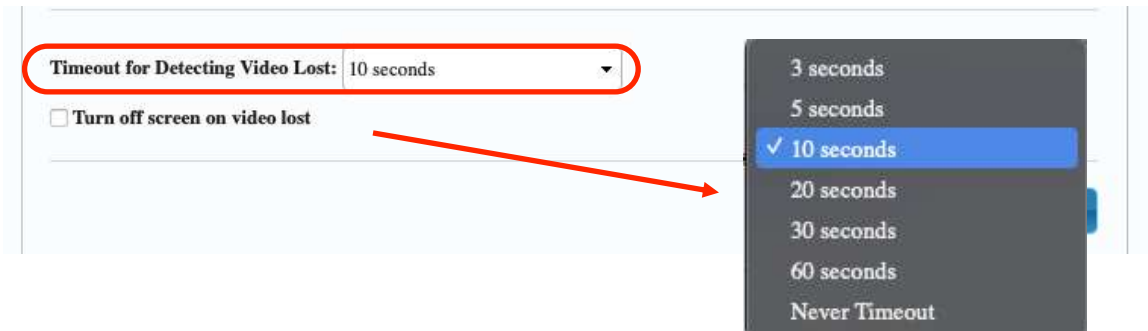 Timeout for Detecting Video Lost: 10 seconds
Turn off screen on video lost
3 seconds
5 seconds
✓ 10 seconds
20 seconds
30 seconds
60 seconds
Never Timeout